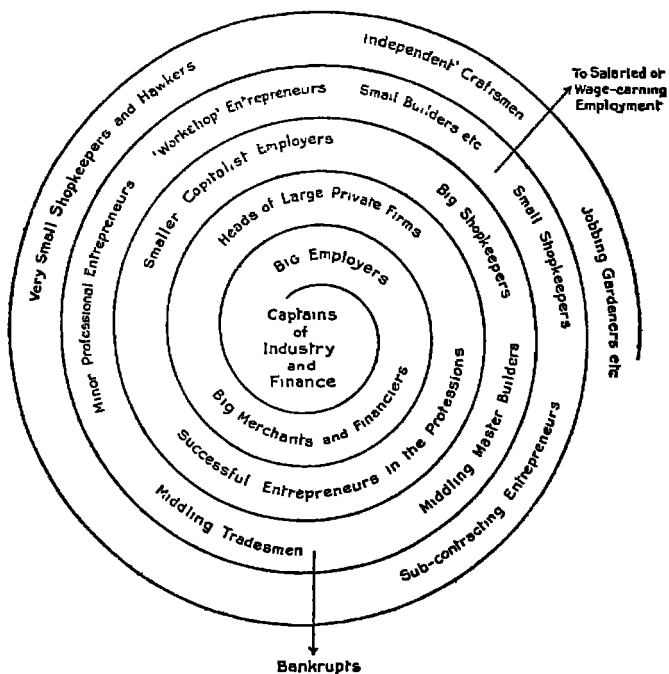 Independent' Craftsmen
To Salaried or
Wage-earning
Employment
Very Small Shopkeepers and Hawkers
'Workshop' Entrepreneurs
Small Builders etc
Smaller Capitalist Employers
Heads of Large Private Firms
Big Shopkeepers
Small Shopkeepers
Jobbing Gardeners etc
Minor Professional Entrepreneurs
Big Employers
Captains
of
Industry
and
Finance
Big Merchants and Financiers
Successful Entrepreneurs in the Professions
Middling Master Builders
Middling Tradesmen
Sub-contracting Entrepreneurs
Bankrupts